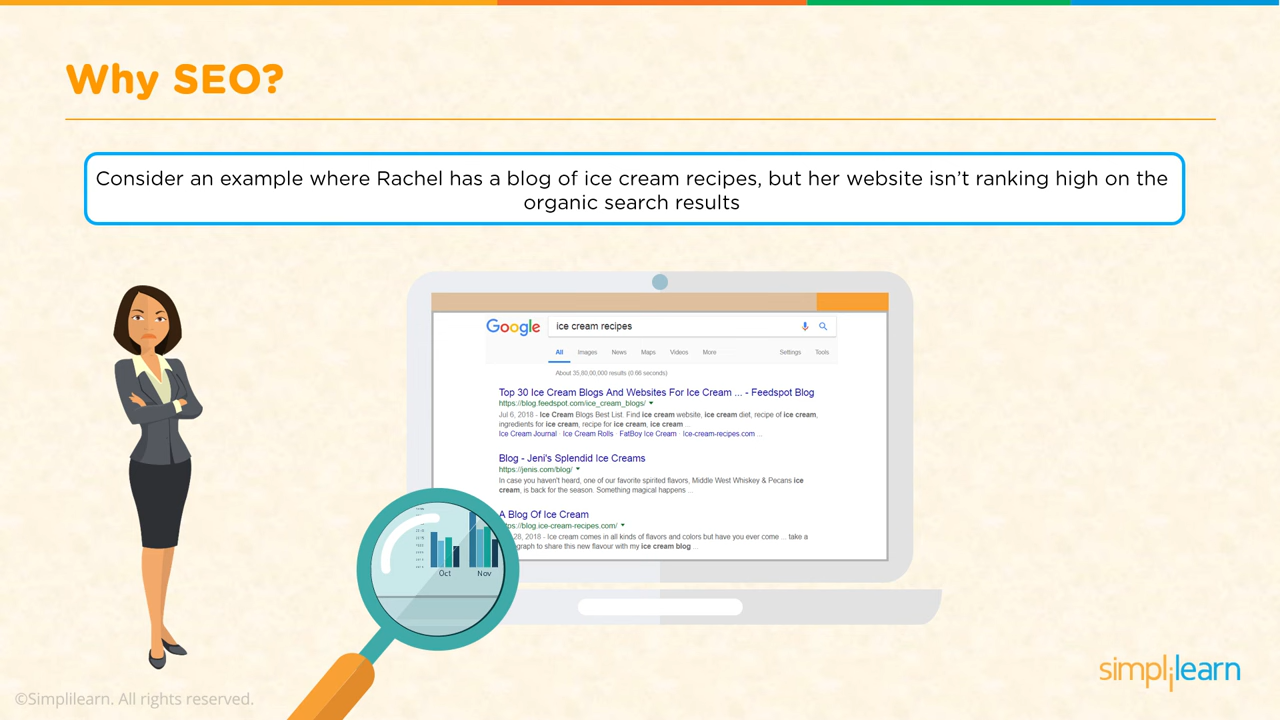 Why SEO?
Consider an example where Rachel has a blog of ice cream recipes, but her website isn't ranking high on the
organic search results
Google ice cream recipes
All Images News Maps Videos More Settings Tools
About 35,80,00,000 results (0.66 seconds)
Top 30 Ice Cream Blogs And Websites For Ice Cream ... - Feedspot Blog
https://blog.feedspot.com/ice_cream_blogs/
Jul 6, 2018 - Ice Cream Blogs Best List. Find ice cream website, ice cream diet, recipe of ice cream,
ingredients for ice cream, recipe for ice cream, ice cream ...
Ice Cream Journal · Ice Cream Rolls · FatBoy Ice Cream · Ice-cream-recipes.com ...
Blog - Jeni's Splendid Ice Creams
https://jenis.com/blog/
In case you haven't heard, one of our favorite spirited flavors, Middle West Whiskey & Pecans ice
cream, is back for the season. Something magical happens ...
A Blog Of Ice Cream
ps://blog.ice-cream-recipes.com/
28, 2018 - Ice cream comes in all kinds of flavors and colors but have you ever come ... take a
graph to share this new flavour with my ice cream blog ...
Oct Nov
simplilearn
©Simplilearn. All rights reserved.